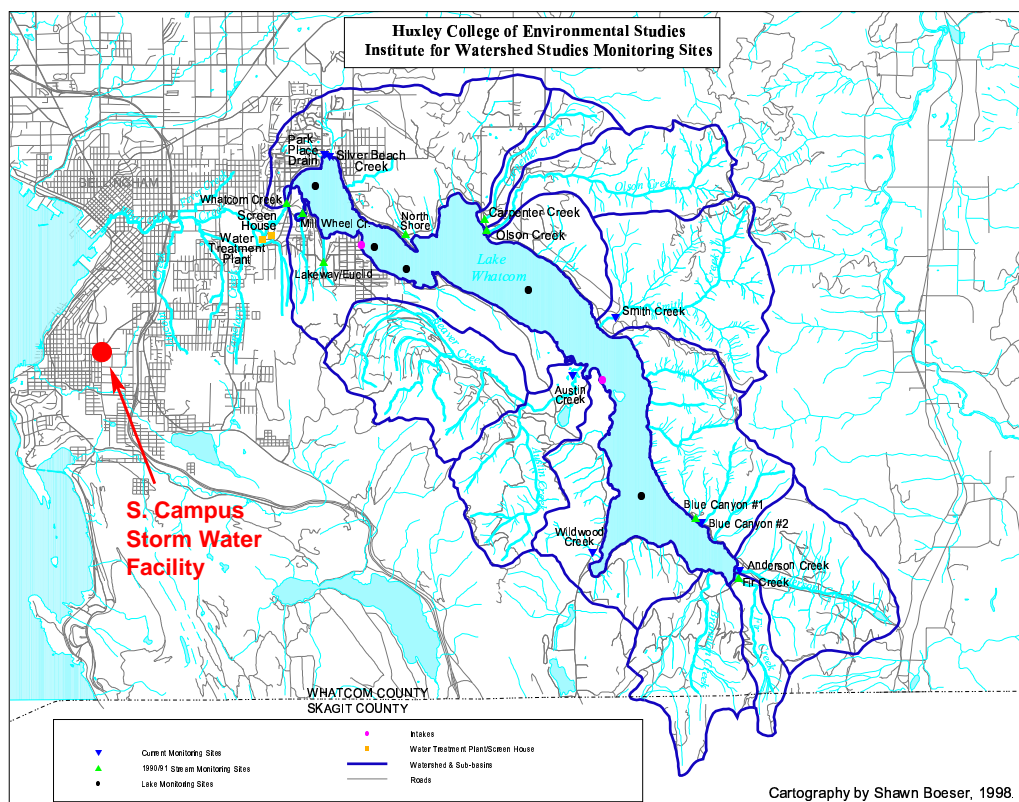 Huxley College of Environmental Studies
Institute for Watershed Studies Monitoring Sites
BELLINGHAM
Park
Place
Drain
Silver Beach
Creek
Whatcom Creek
Screen
House
Water
Treatment
Plant
Mill Wheel Cr.
Lakeway/Euclid
North
Shore
Carpenter Creek
Olson Creek
Olson Creek
Creek
Lake
Whatcom
Smith Creek
Smith
Creek
Austin
Creek
Blue Canyon #1
Blue Canyon #2
Wildwood
Creek
Anderson Creek
Fir Creek
Creek
S. Campus
Storm Water
Facility
WHATCOM COUNTY
SKAGIT COUNTY
Current Monitoring Sites
1990/91 Stream Monitoring Sites
Lake Monitoring Sites
Intakes
Water Treatment Plant/Screen House
Watershed & Sub-basins
Roads
Cartography by Shawn Boeser, 1998.